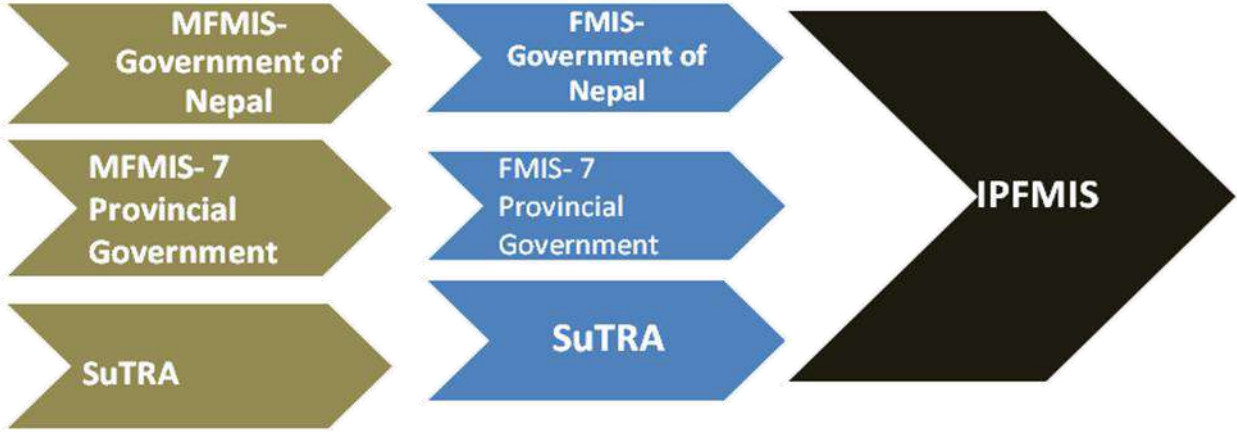 MFMIS-
Government of
Nepal
FMIS-
Government of
Nepal
MFMIS- 7
Provincial
Government
FMIS- 7
Provincial
Government
IPFMIS
SuTRA
SuTRA